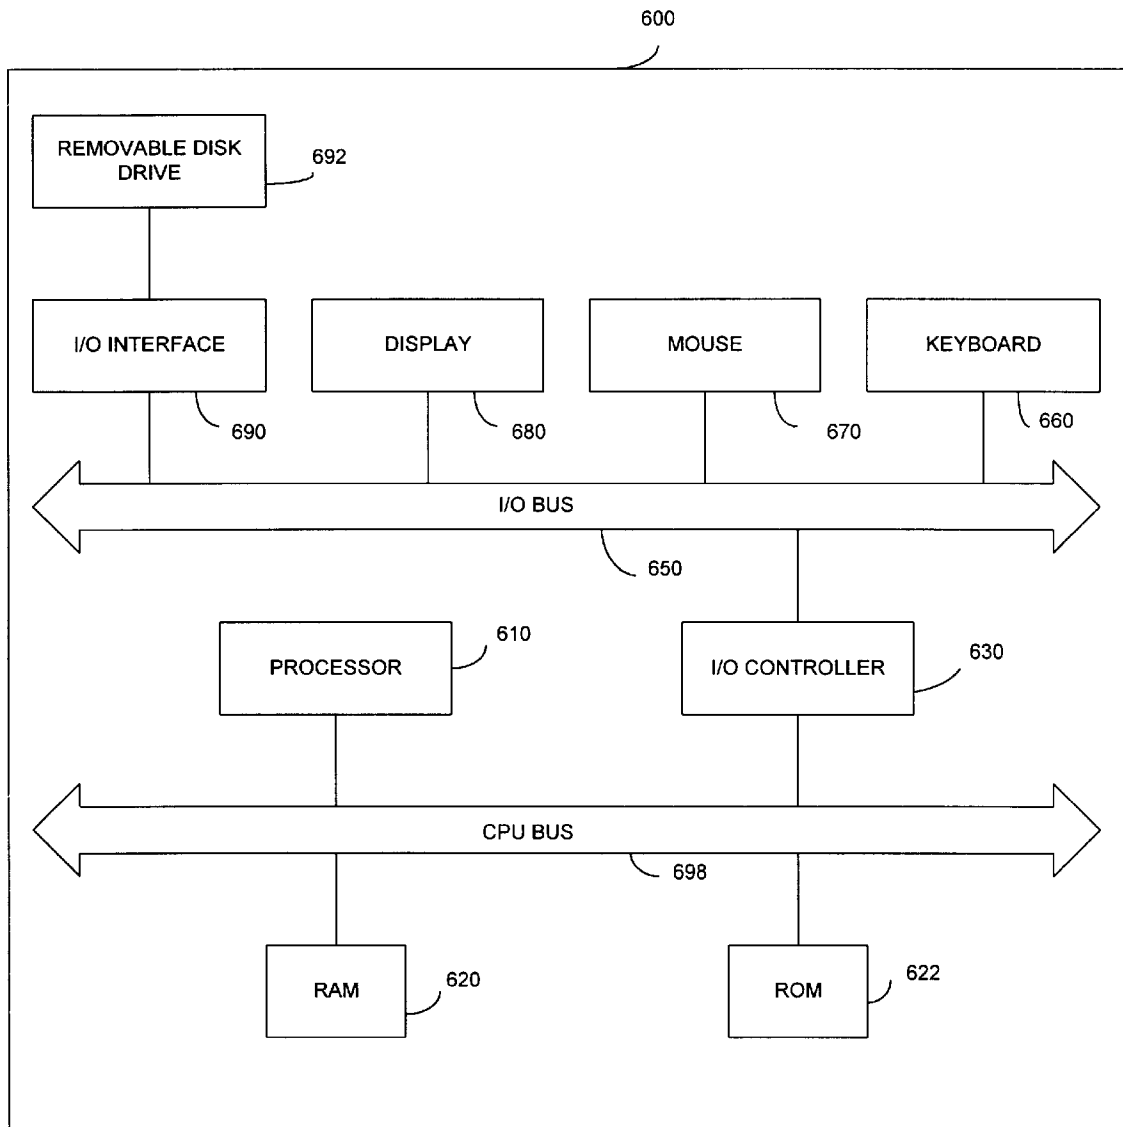 600
REMOVABLE DISK
DRIVE
692
I/O INTERFACE
DISPLAY
MOUSE
KEYBOARD
690
680
670
660
I/O BUS
650
PROCESSOR
610
I/O CONTROLLER
630
CPU BUS
698
RAM
620
ROM
622